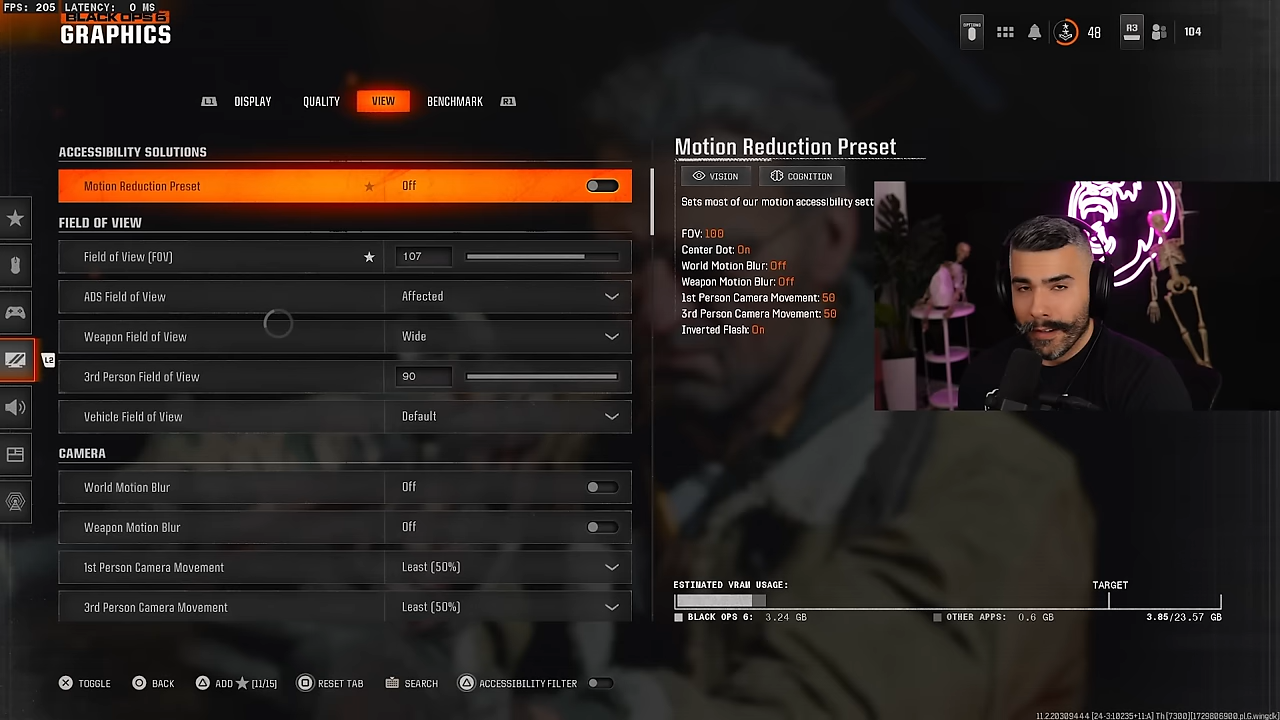 FPS: 205 LATENCY: 0 MS
BLACK OPS 6
GRAPHICS
OPTIONS
48
R3
104
L1 DISPLAY QUALITY VIEW BENCHMARK R1
ACCESSIBILITY SOLUTIONS
Motion Reduction Preset Off
FIELD OF VIEW
Field of View (FOV) 107
ADS Field of View Affected
Weapon Field of View Wide
L2
3rd Person Field of View 90
Vehicle Field of View Default
CAMERA
World Motion Blur Off
Weapon Motion Blur Off
1st Person Camera Movement Least (50%)
3rd Person Camera Movement Least (50%)
Motion Reduction Preset
VISION COGNITION
Sets most of our motion accessibility sett
FOV: 100
Center Dot: On
World Motion Blur: Off
Weapon Motion Blur: Off
1st Person Camera Movement: 50
3rd Person Camera Movement: 50
Inverted Flash: On
ESTIMATED VRAM USAGE: TARGET
BLACK OPS 6: 3.24 GB OTHER APPS: 0.6 GB 3.85/23.57 GB
TOGGLE BACK ADD ★ [11/15] RESET TAB SEARCH ACCESSIBILITY FILTER